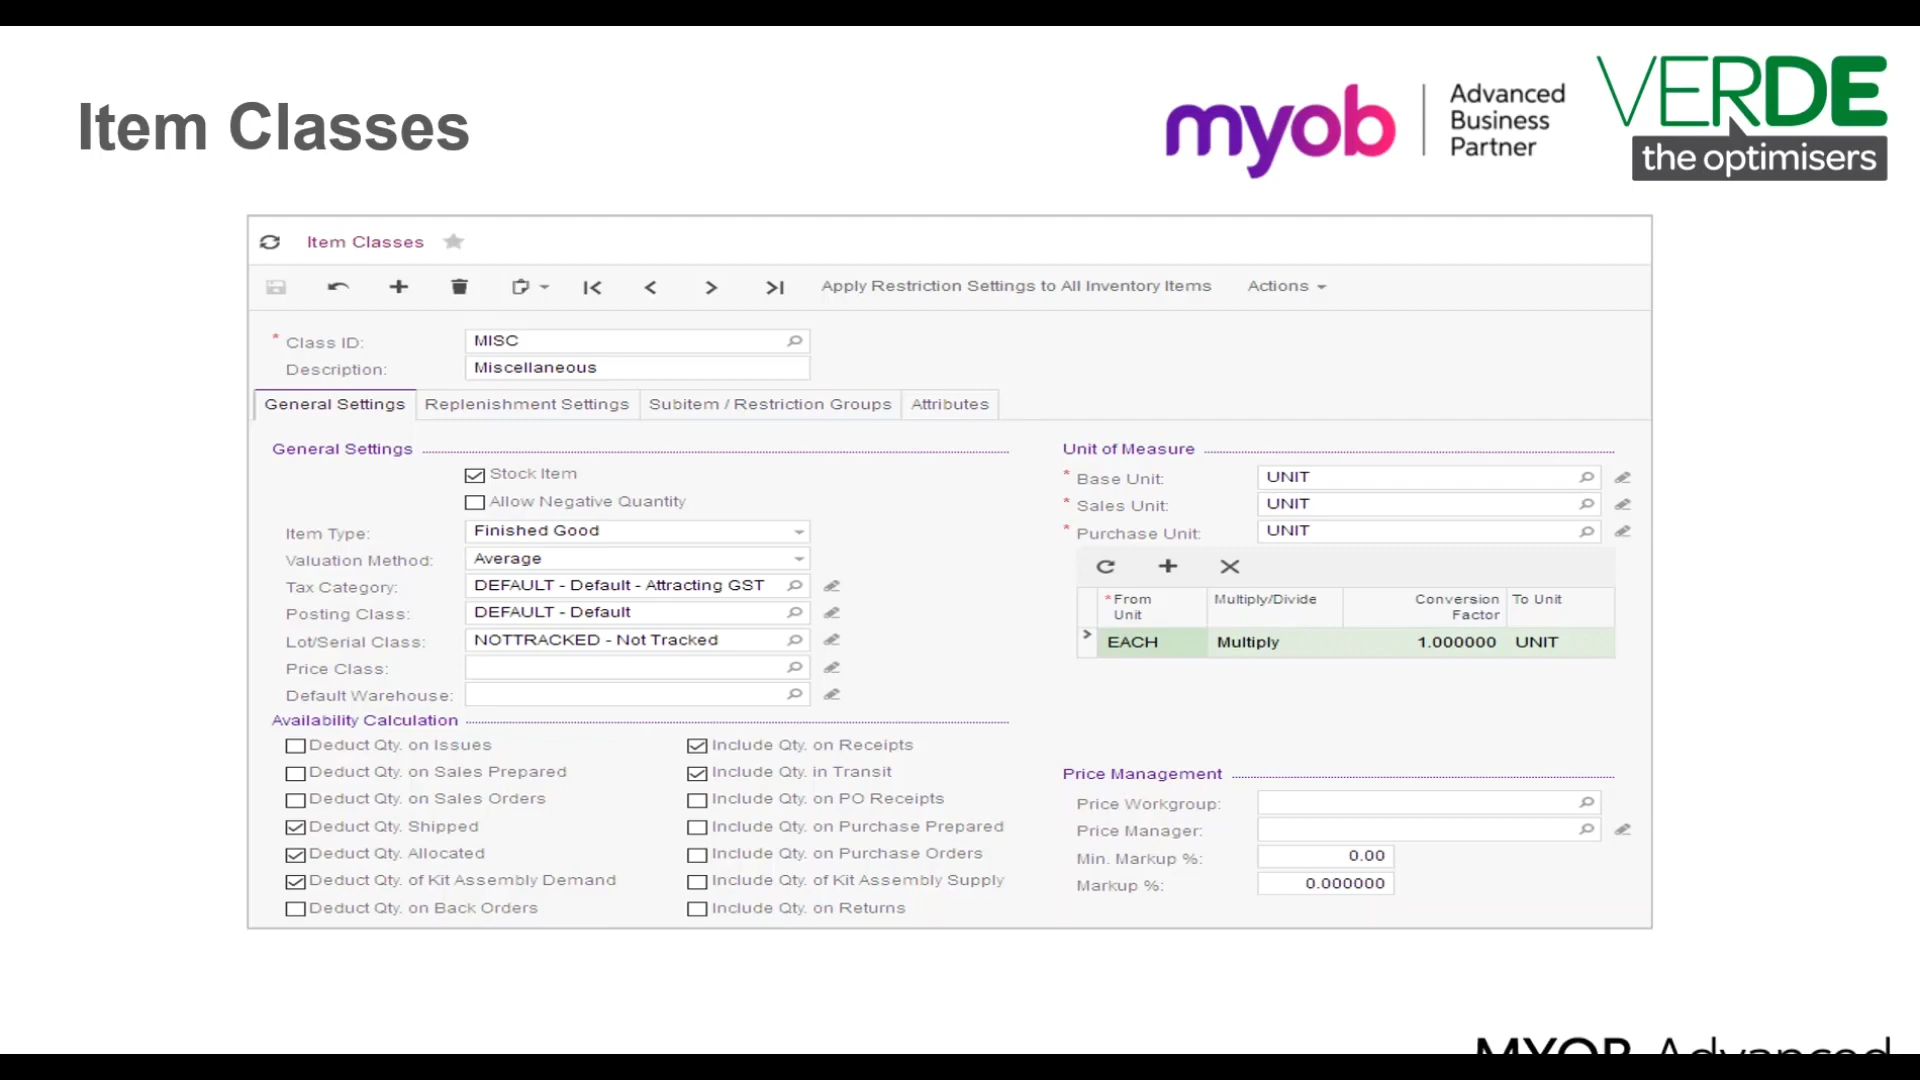 Item Classes
myob
Advanced
Business
Partner
VERDE
the optimisers
Item Classes
Apply Restriction Settings to All Inventory Items Actions
* Class ID: MISC
Description: Miscellaneous
General Settings Replenishment Settings Subitem / Restriction Groups Attributes
General Settings
Stock Item
Allow Negative Quantity
Item Type: Finished Good
Valuation Method: Average
Tax Category: DEFAULT - Default - Attracting GST
Posting Class: DEFAULT - Default
Lot/Serial Class: NOTTRACKED - Not Tracked
Price Class:
Default Warehouse:
Availability Calculation
Deduct Qty. on Issues
Deduct Qty. on Sales Prepared
Deduct Qty. on Sales Orders
Deduct Qty. Shipped
Deduct Qty. Allocated
Deduct Qty. of Kit Assembly Demand
Deduct Qty. on Back Orders
Include Qty. on Receipts
Include Qty. in Transit
Include Qty. on PO Receipts
Include Qty. on Purchase Prepared
Include Qty. on Purchase Orders
Include Qty. of Kit Assembly Supply
Include Qty. on Returns
Unit of Measure
* Base Unit: UNIT
* Sales Unit: UNIT
* Purchase Unit: UNIT
* From Unit Multiply/Divide Conversion Factor To Unit
EACH Multiply 1.000000 UNIT
Price Management
Price Workgroup:
Price Manager:
Min. Markup %: 0.00
Markup %: 0.000000
MYOB Advanced